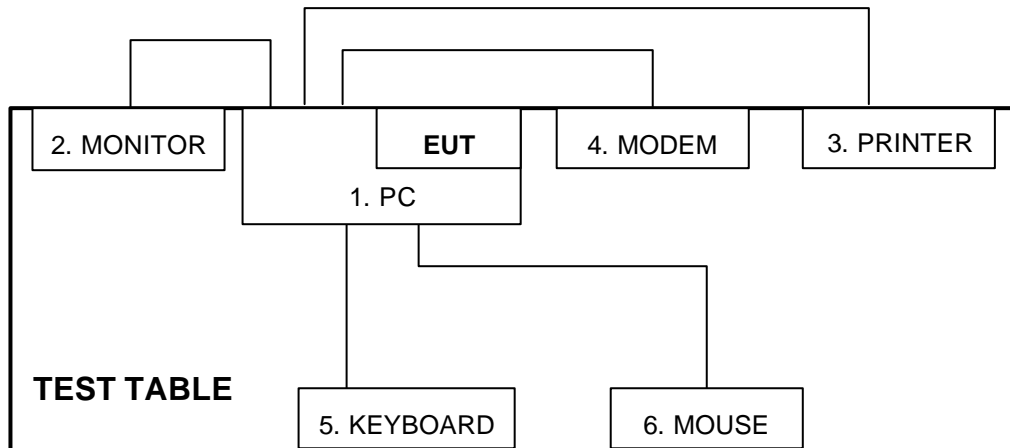 2. MONITOR
EUT
4. MODEM
3. PRINTER
1. PC
TEST TABLE
5. KEYBOARD
6. MOUSE